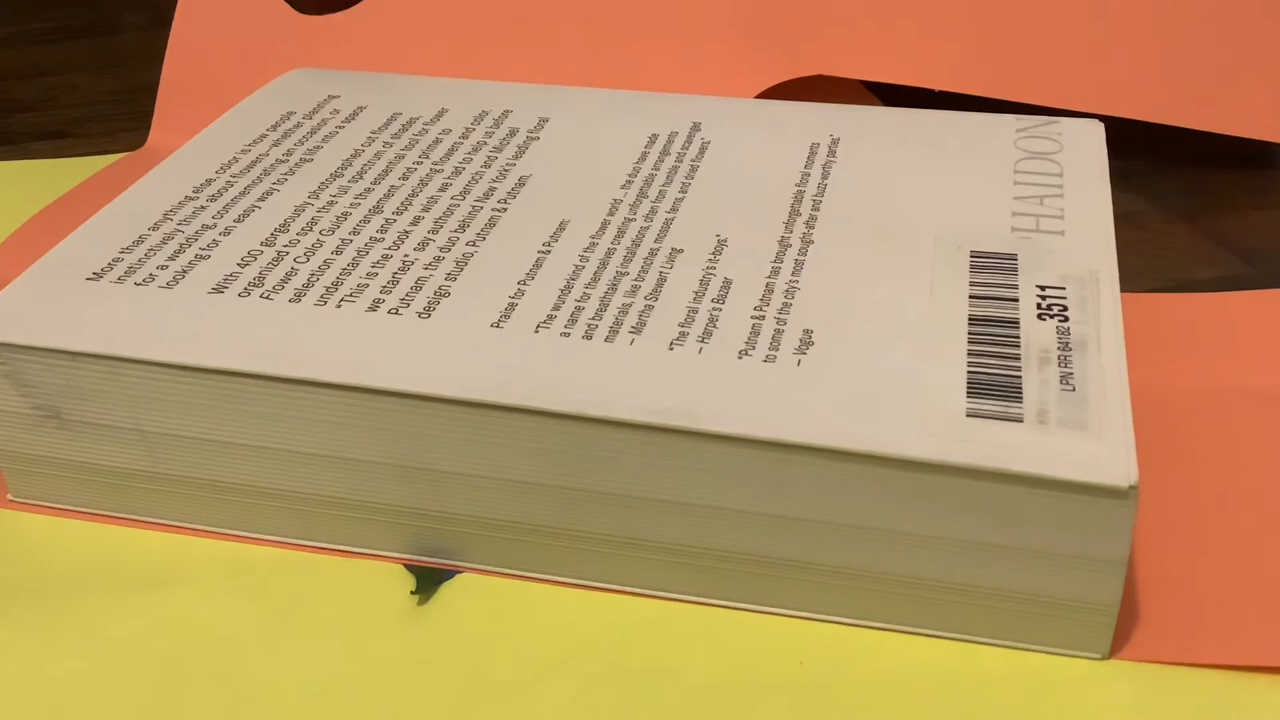 More than anything else, color is how people
instinctively think about flowers—whether planning
for a wedding, commemorating an occasion, or
looking for an easy way to bring life into a space.
With 400 gorgeously photographed cut flowers
organized to span the full spectrum of shades,
Flower Color Guide is the essential tool for flower
selection and arrangement, and a primer to
understanding and appreciating flowers and color.
"This is the book we wish we had to help us before
we started," say authors Darroch and Michael
Putnam, the duo behind New York's leading floral
design studio, Putnam & Putnam.
Praise for Putnam & Putnam:
"The wunderkind of the flower world — the duo have made
a name for themselves creating unforgettable arrangements
and breathtaking installations, often from humble and scavenged
materials, like branches, mosses, ferns, and dried flowers."
– Martha Stewart Living
"The floral industry's it-boys."
– Harper's Bazaar
"Putnam & Putnam has brought unforgettable floral moments
to some of the city's most sought-after and buzz-worthy parties."
– Vogue
HAIDON
LPN RR 64182 3511